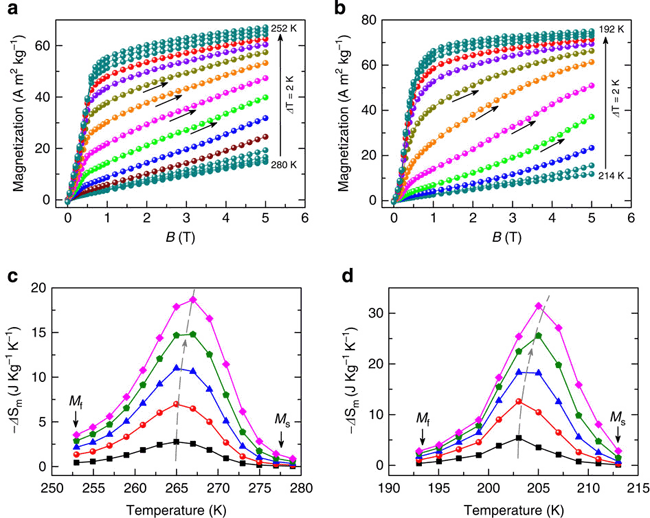 a
b
60
40
20
0
Magnetization (A m² kg⁻¹)
0 1 2 3 4 5 6
B (T)
252 K
ΔT = 2 K
280 K
80
60
40
20
0
Magnetization (A m² kg⁻¹)
0 1 2 3 4 5 6
B (T)
192 K
ΔT = 2 K
214 K
c
d
20
15
10
5
0
−ΔSm (J Kg⁻¹ K⁻¹)
Mf
Ms
250 255 260 265 270 275 280
Temperature (K)
30
20
10
0
−ΔSm (J Kg⁻¹ K⁻¹)
Mf
Ms
190 195 200 205 210 215
Temperature (K)